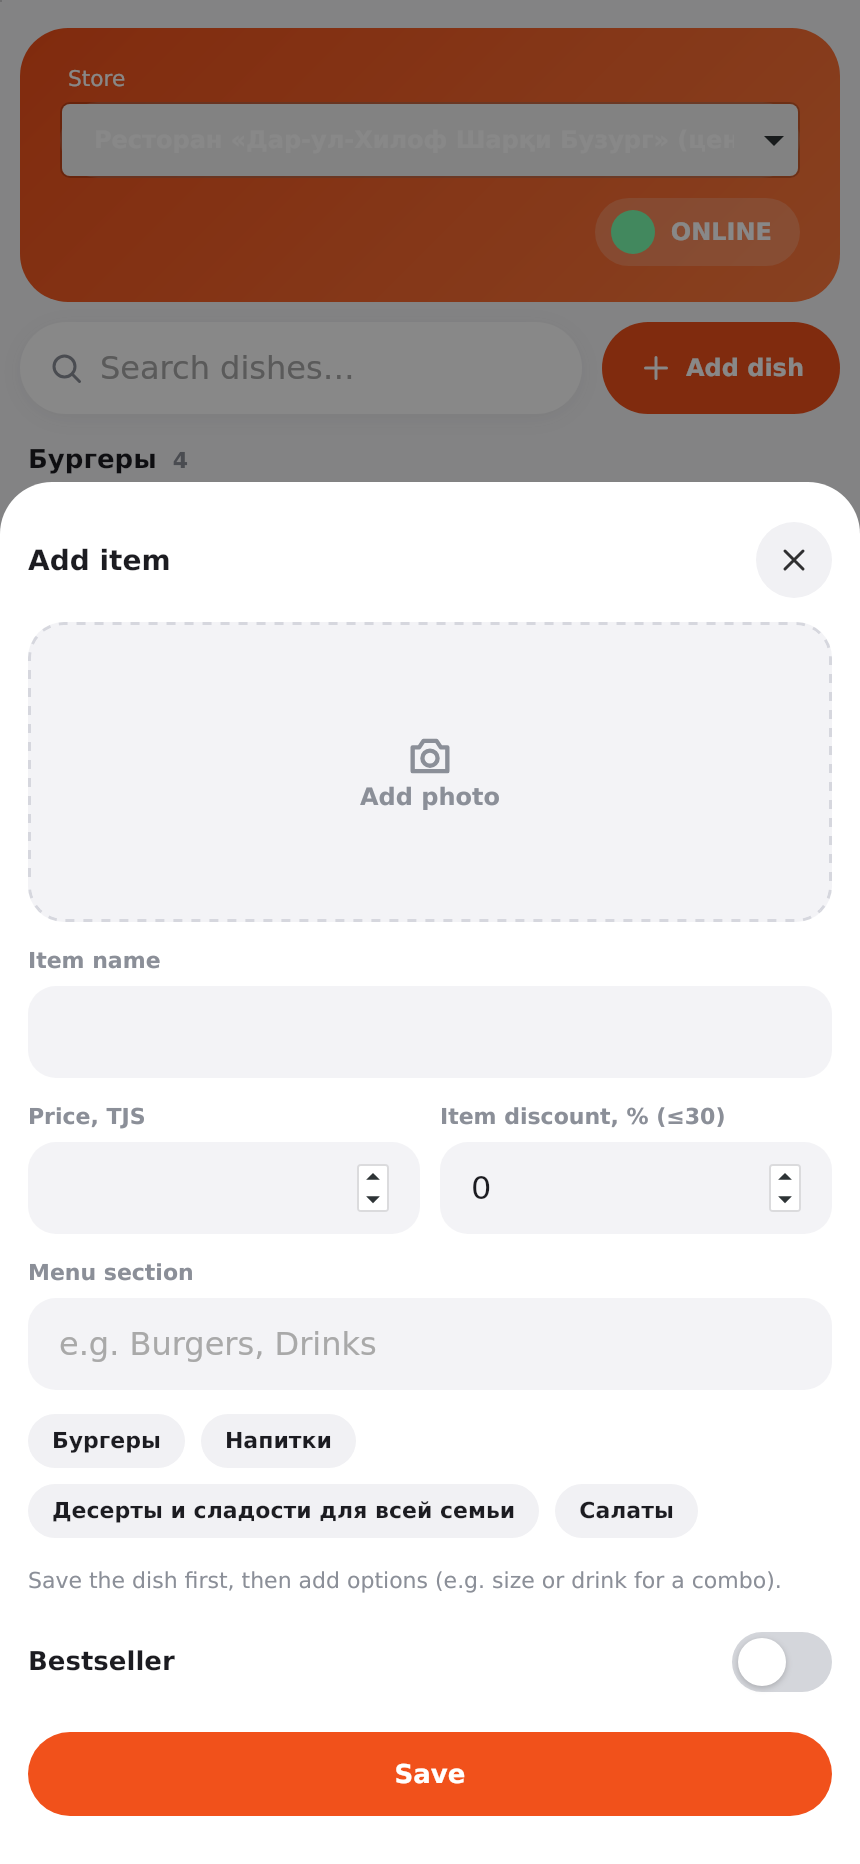 Store
Ресторан «Дар-ул-Хилоф Шарқи Бузург» (цен
ONLINE
Search dishes…
Add dish
Бургеры 4
Add item
Add photo
Item name
Price, TJS
Item discount, % (≤30)
0
Menu section
e.g. Burgers, Drinks
Бургеры
Напитки
Десерты и сладости для всей семьи
Салаты
Save the dish first, then add options (e.g. size or drink for a combo).
Bestseller
Save